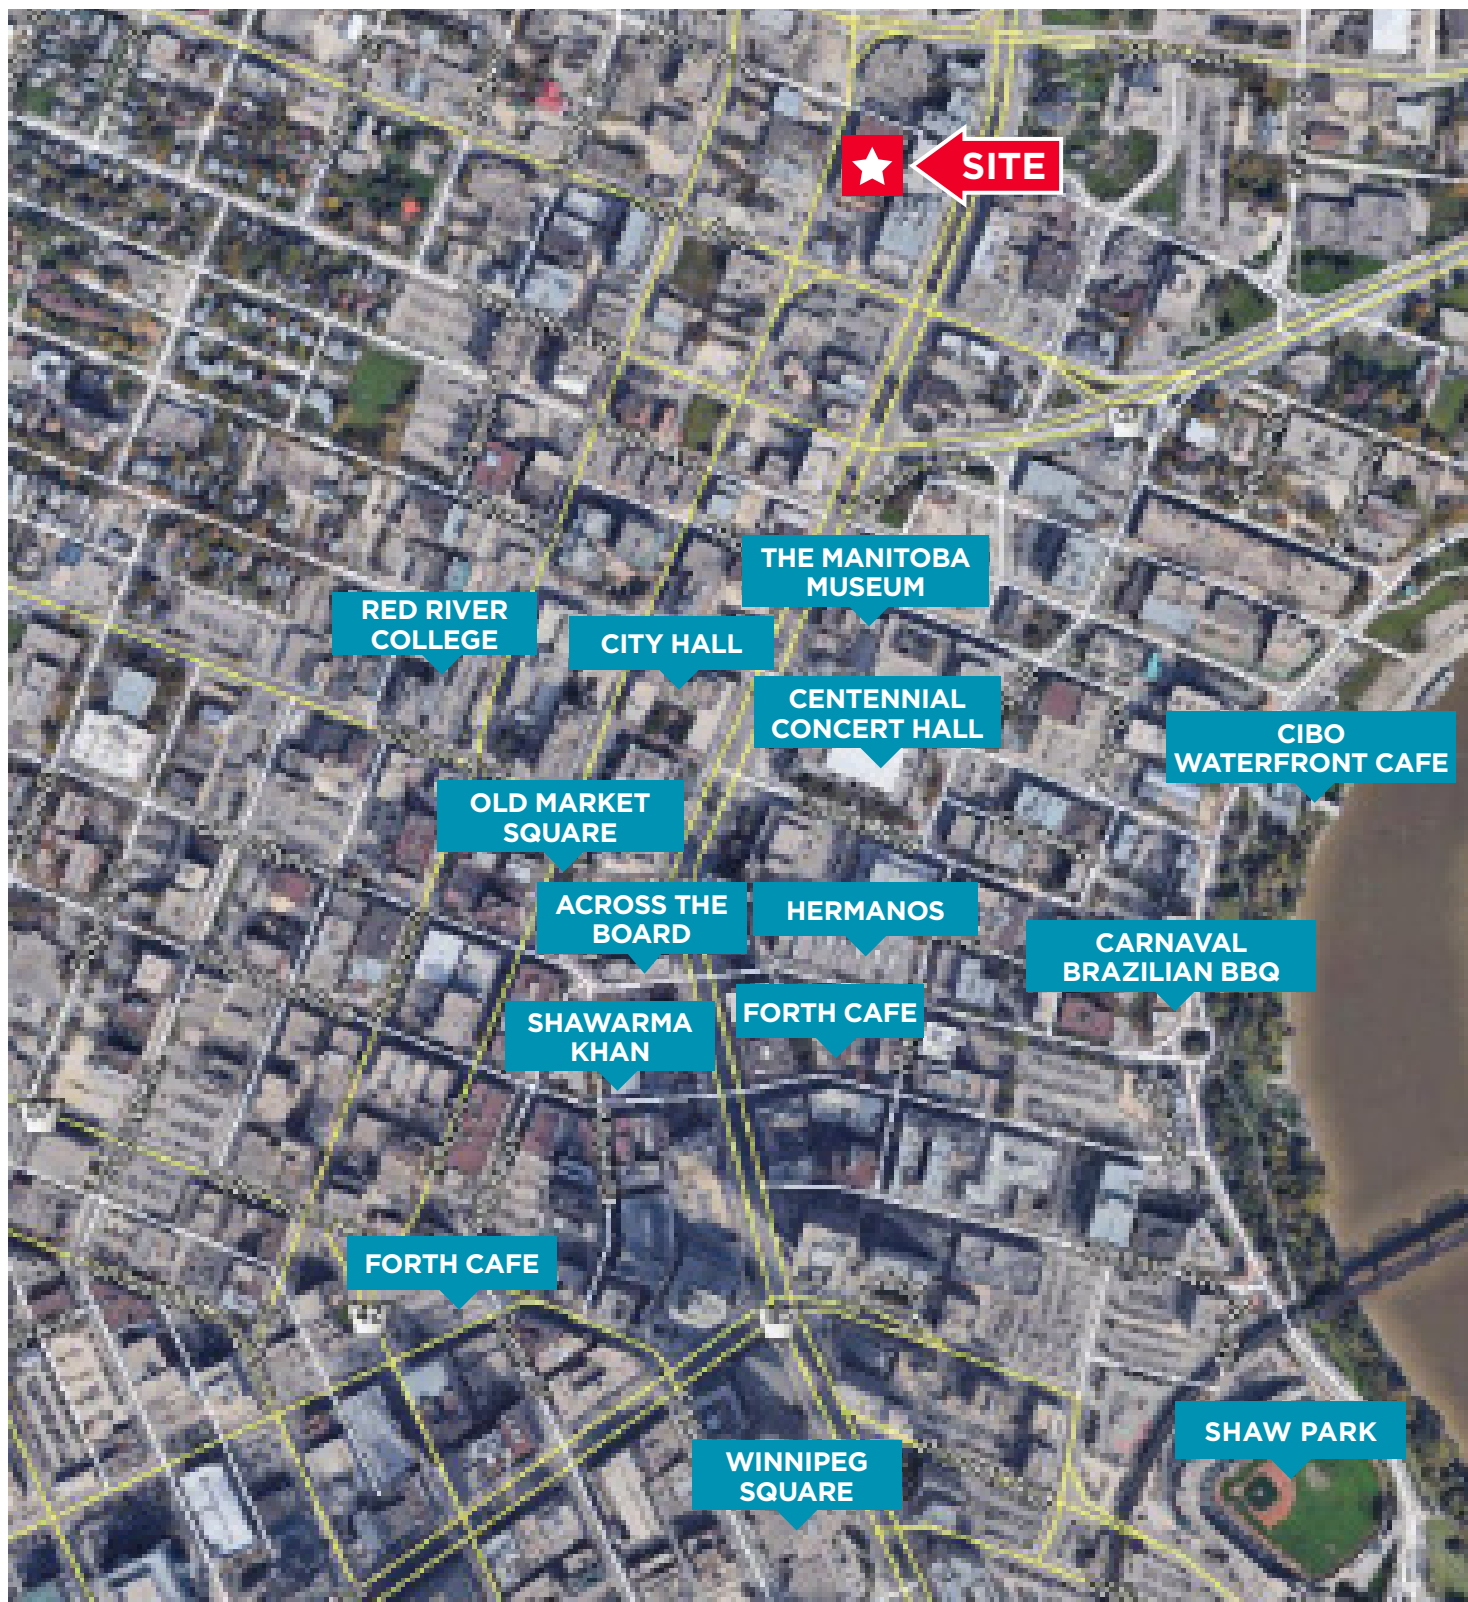 SITE
THE MANITOBA
MUSEUM
RED RIVER
COLLEGE
CITY HALL
CENTENNIAL
CONCERT HALL
CIBO
WATERFRONT CAFE
OLD MARKET
SQUARE
ACROSS THE
BOARD
HERMANOS
CARNAVAL
BRAZILIAN BBQ
SHAWARMA
KHAN
FORTH CAFE
FORTH CAFE
SHAW PARK
WINNIPEG
SQUARE